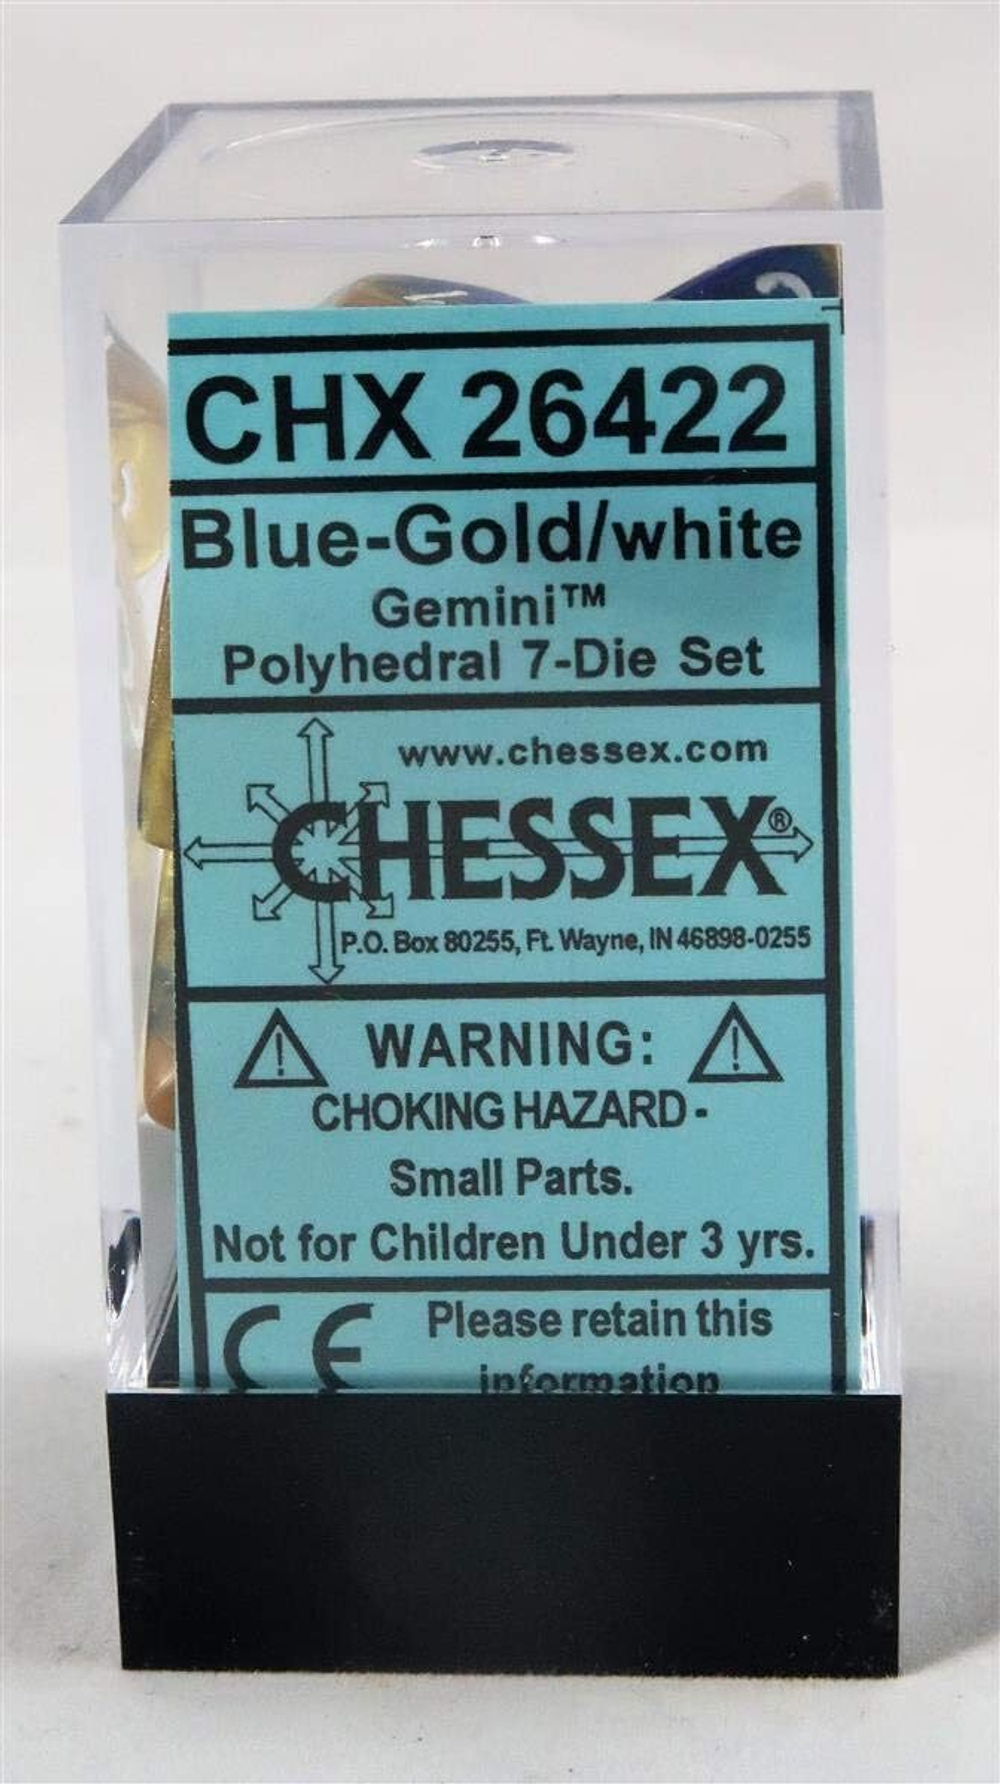 CHX 26422
Blue-Gold/white
Gemini™
Polyhedral 7-Die Set
www.chessex.com
CHESSEX®
P.O. Box 80255, Ft. Wayne, IN 46898-0255
WARNING:
CHOKING HAZARD -
Small Parts.
Not for Children Under 3 yrs.
CE Please retain this
information